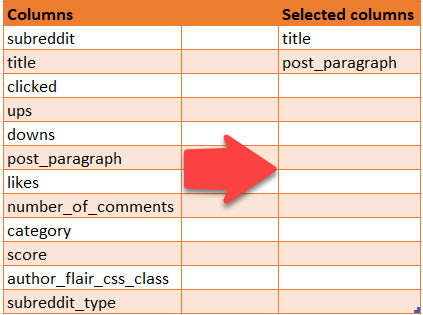 Columns Selected columns
subreddit title
title post_paragraph
clicked
ups
downs
post_paragraph
likes
number_of_comments
category
score
author_flair_css_class
subreddit_type